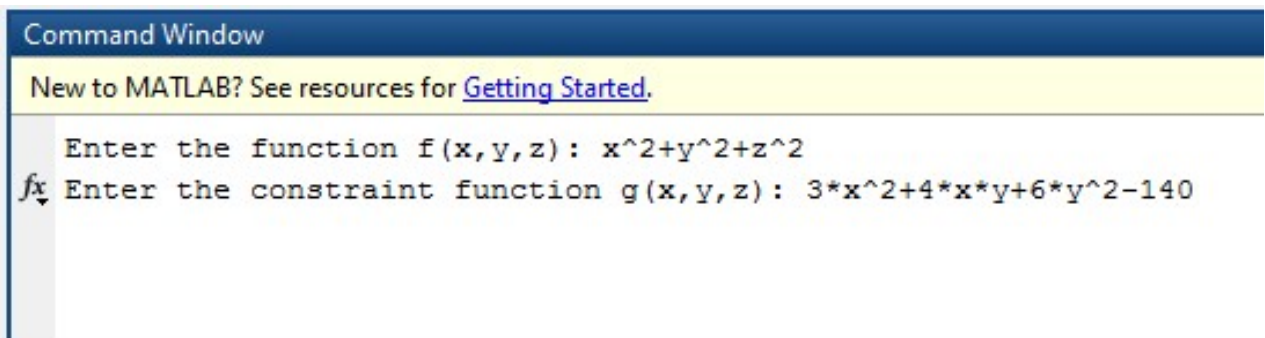 Command Window
New to MATLAB? See resources for Getting Started.
Enter the function f(x,y,z): x^2+y^2+z^2
fx Enter the constraint function g(x,y,z): 3*x^2+4*x*y+6*y^2-140